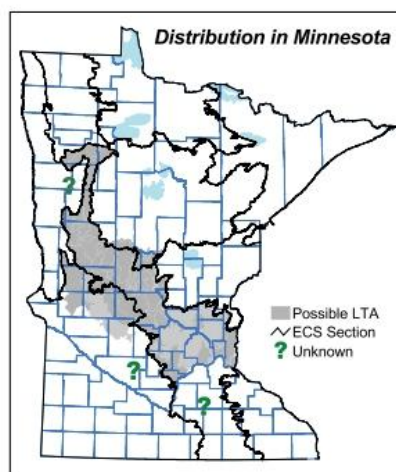 Distribution in Minnesota
?
Possible LTA
ECS Section
? Unknown
?
?